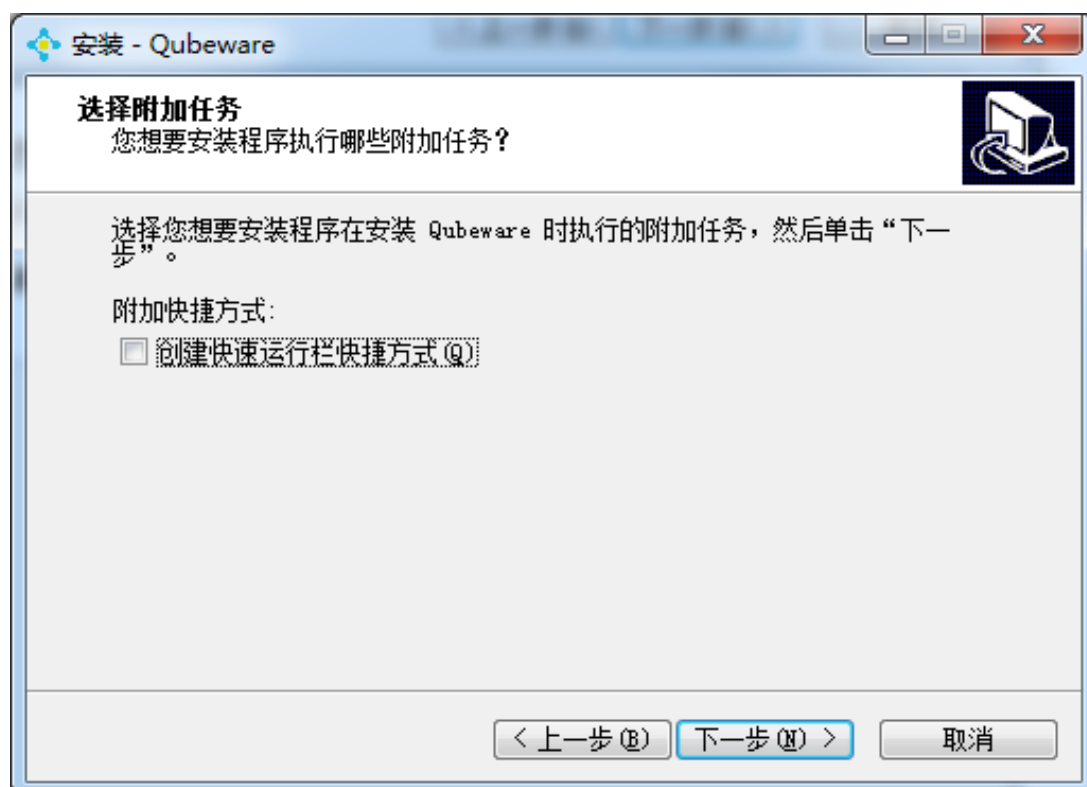 安装 - Qubeware
选择附加任务
您想要安装程序执行哪些附加任务?
选择您想要安装程序在安装 Qubeware 时执行的附加任务，然后单击“下一
步”。
附加快捷方式:
创建快速运行栏快捷方式(Q)
< 上一步(B)
下一步(N) >
取消